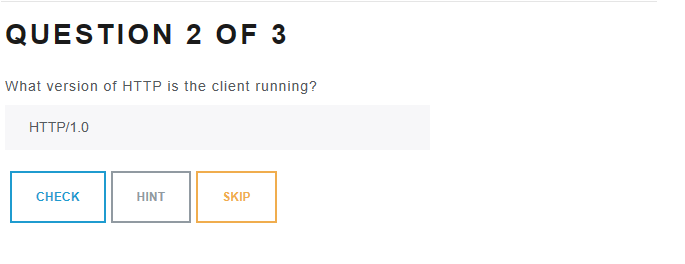 QUESTION 2 OF 3
What version of HTTP is the client running?
HTTP/1.0
CHECK HINT SKIP